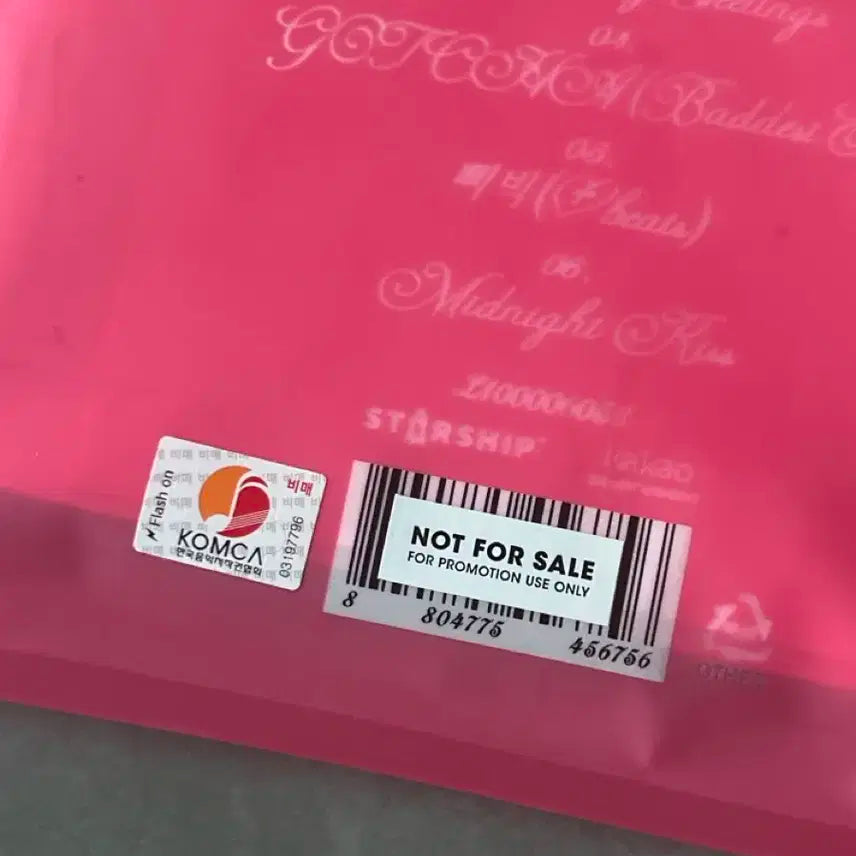 GOTCHA (Baddest
05.
삐빅(♥beats)
06.
Midnight Kiss
STARSHIP
kakao
Flash on
비매
KOMCA
한국음악저작권협회
03197796
NOT FOR SALE
FOR PROMOTION USE ONLY
8 804775 456756
OTHER